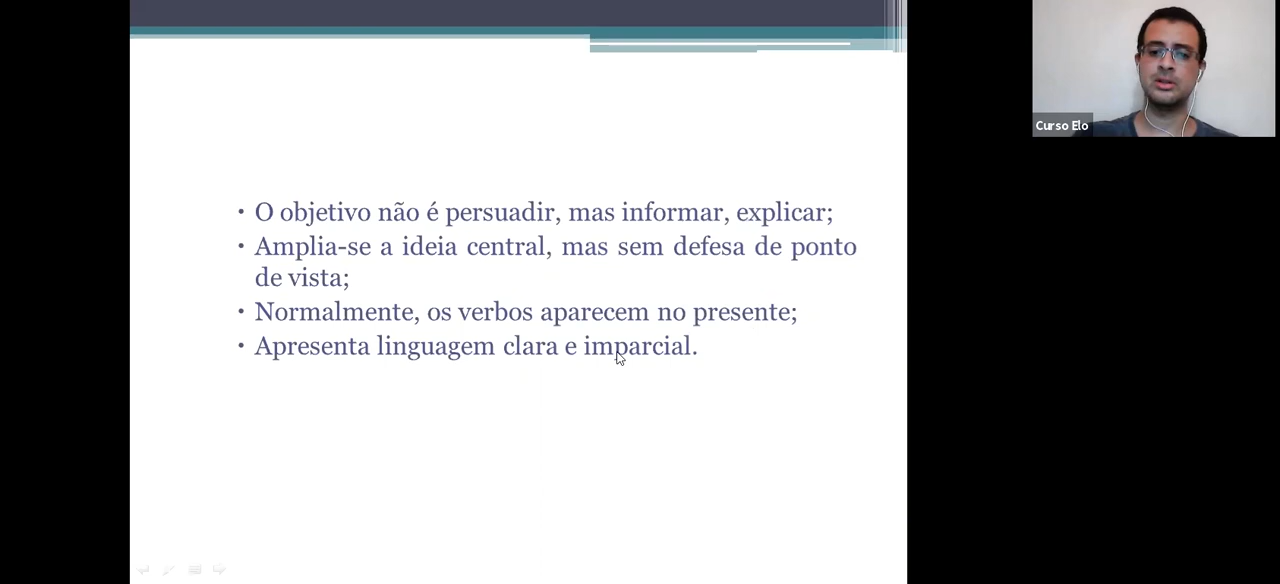 • O objetivo não é persuadir, mas informar, explicar;
• Amplia-se a ideia central, mas sem defesa de ponto
de vista;
• Normalmente, os verbos aparecem no presente;
• Apresenta linguagem clara e imparcial.
Curso Elo